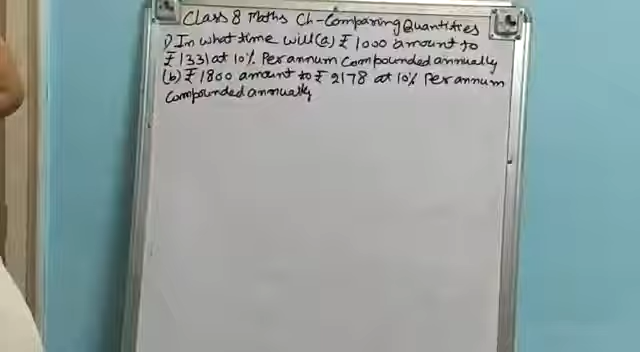 Class 8 Maths Ch-Comparing Quantities
1) In what time will (a) ₹ 1000 amount to
₹ 1331 at 10% Per annum Compounded annually
(b) ₹ 1800 amount to ₹ 2178 at 10% Per annum
Compounded annually